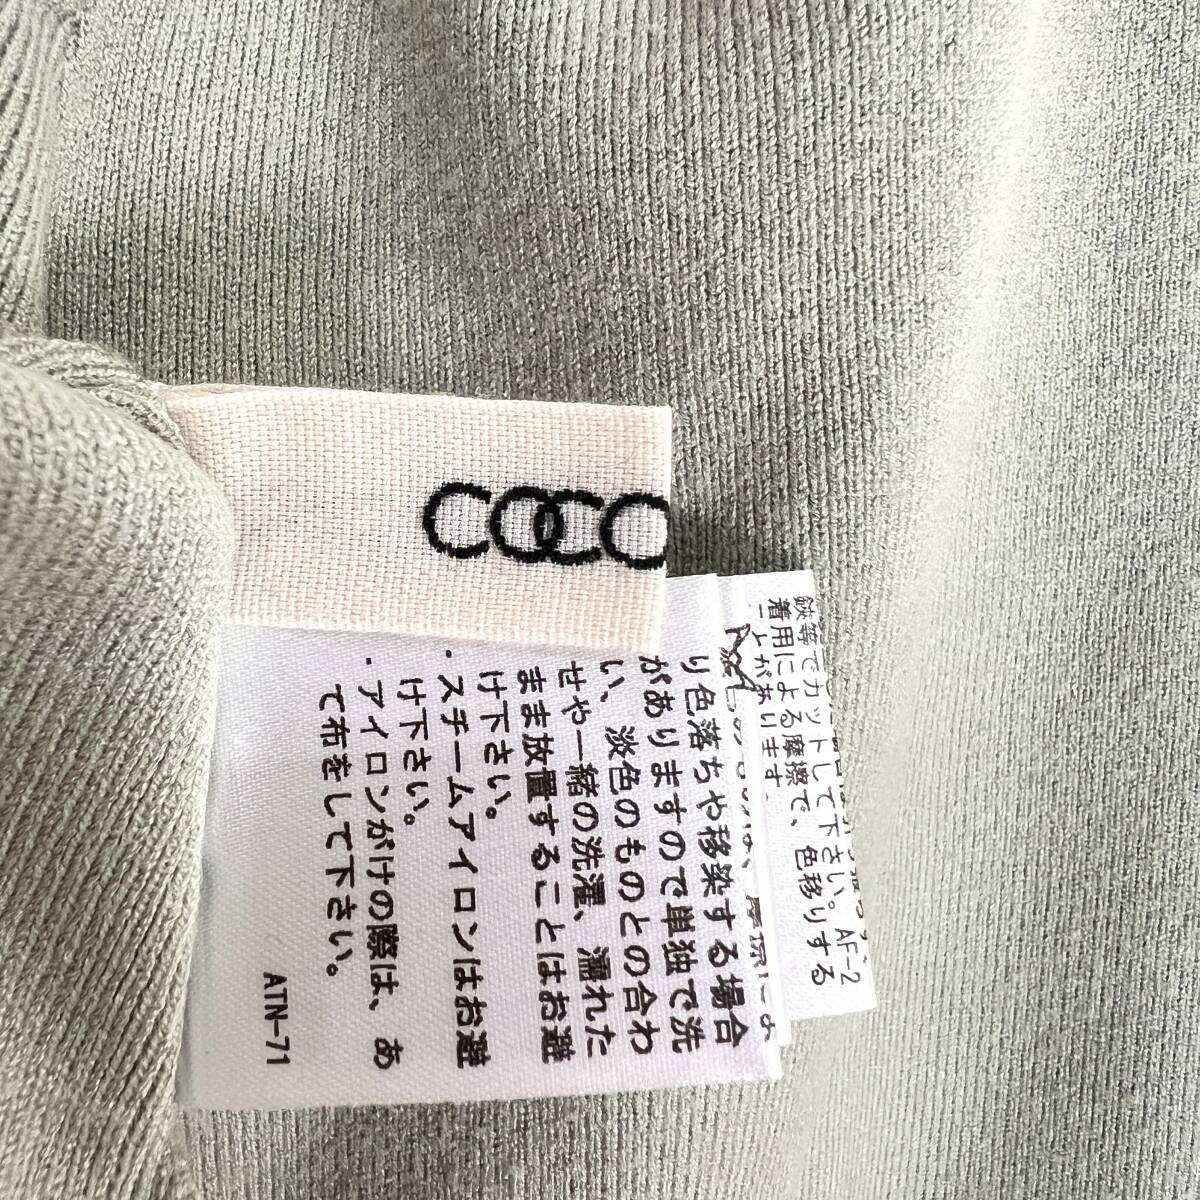 COCO
り色落ちや移染する場合
がありますので単独で洗
い、淡色のものとの合わ
せや一緒の洗濯、濡れた
まま放置することはお避
け下さい。
・スチームアイロンはお避
け下さい。
・アイロンがけの際は、あ
て布をして下さい。
ATN-71
鋏等でカットして下さい。AF-2
着用による摩擦で、色移りする
ことがあります